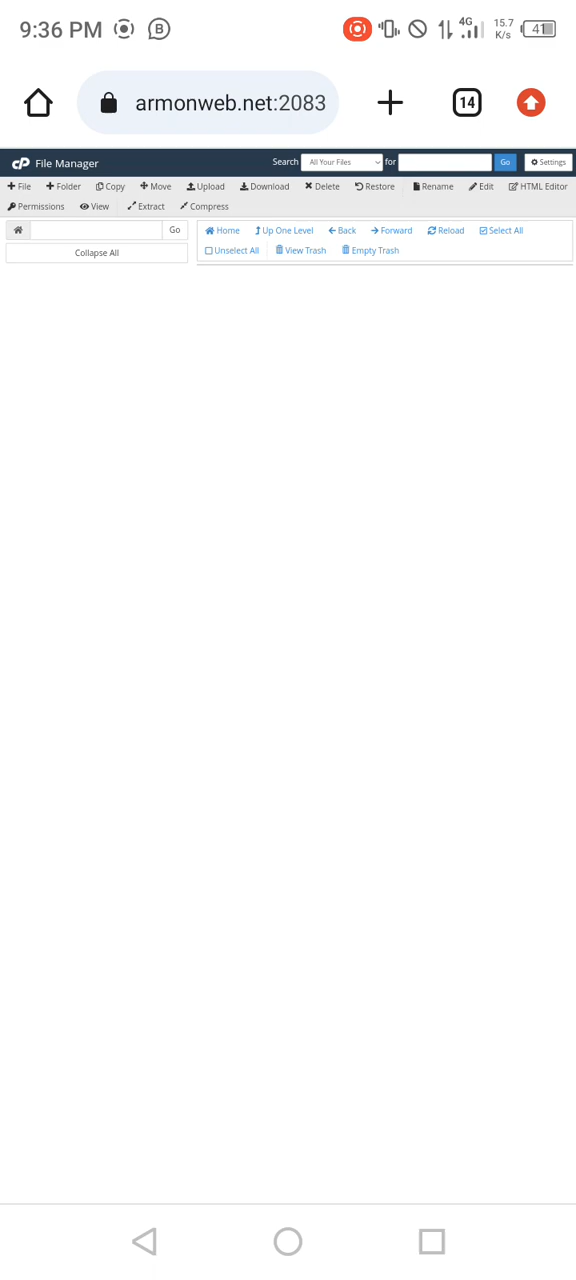 9:36 PM B 4G 15.7 K/s 41
armonweb.net:2083 14
cP File Manager Search All Your Files for Go Settings
File Folder Copy Move Upload Download Delete Restore Rename Edit HTML Editor
Permissions View Extract Compress
Go Home Up One Level Back Forward Reload Select All
Collapse All Unselect All View Trash Empty Trash